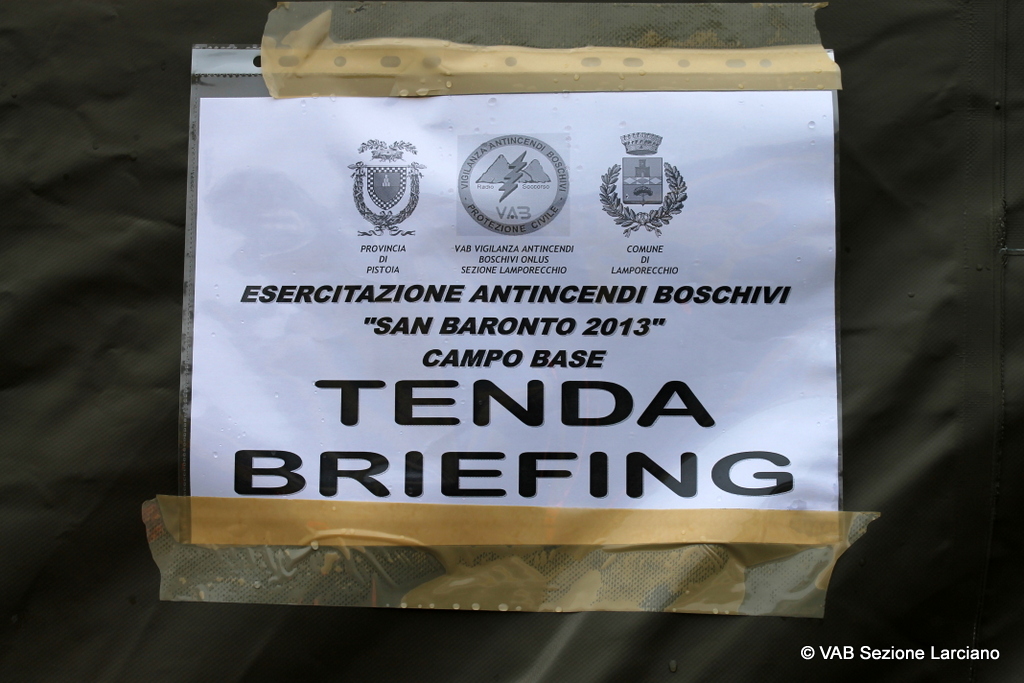 VIGILANZA ANTINCENDI BOSCHIVI
Radio Soccorso
VAB
- PROTEZIONE CIVILE -
PROVINCIA
DI
PISTOIA
VAB VIGILANZA ANTINCENDI
BOSCHIVI ONLUS
SEZIONE LAMPORECCHIO
COMUNE
DI
LAMPORECCHIO
ESERCITAZIONE ANTINCENDI BOSCHIVI
"SAN BARONTO 2013"
CAMPO BASE
TENDA
BRIEFING
© VAB Sezione Larciano